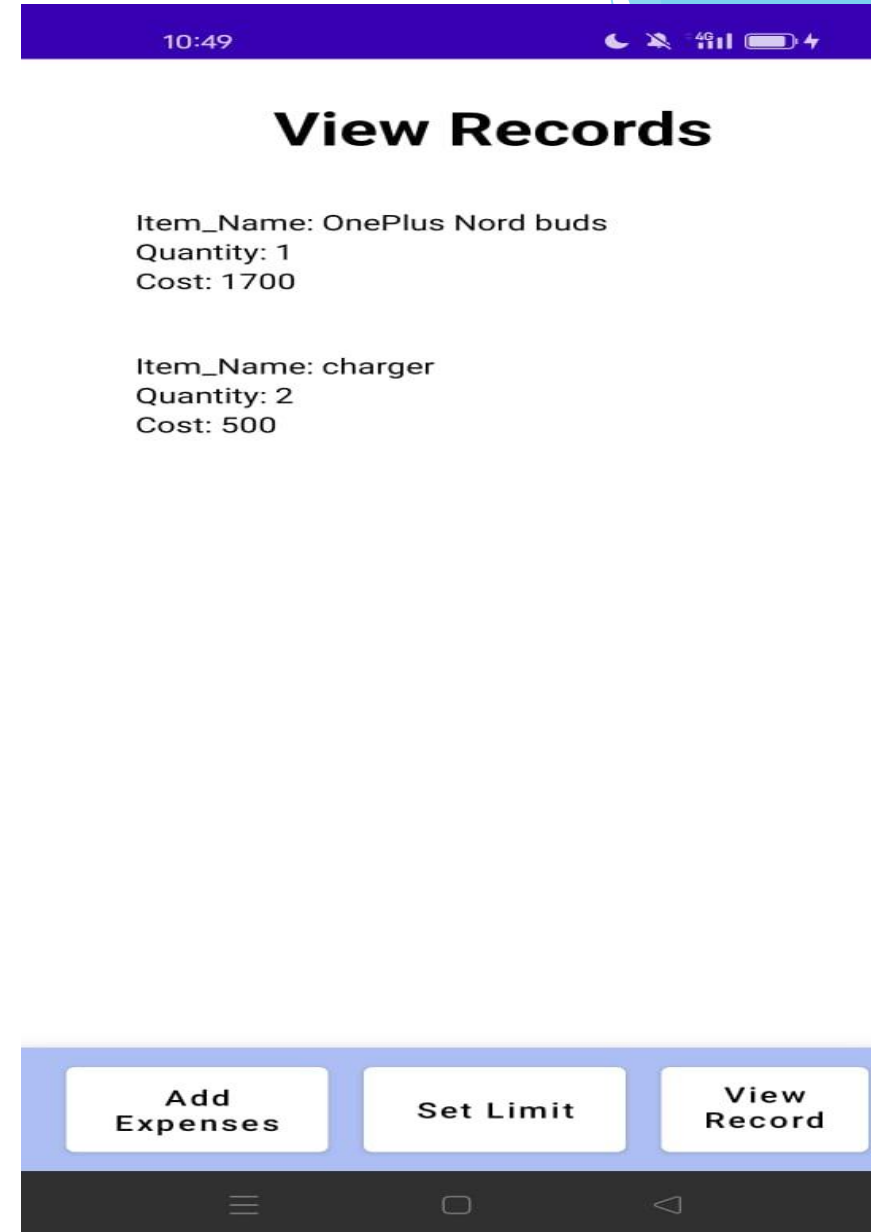 10:49
4G
View Records
Item_Name: OnePlus Nord buds
Quantity: 1
Cost: 1700
Item_Name: charger
Quantity: 2
Cost: 500
Add
Expenses
Set Limit
View
Record